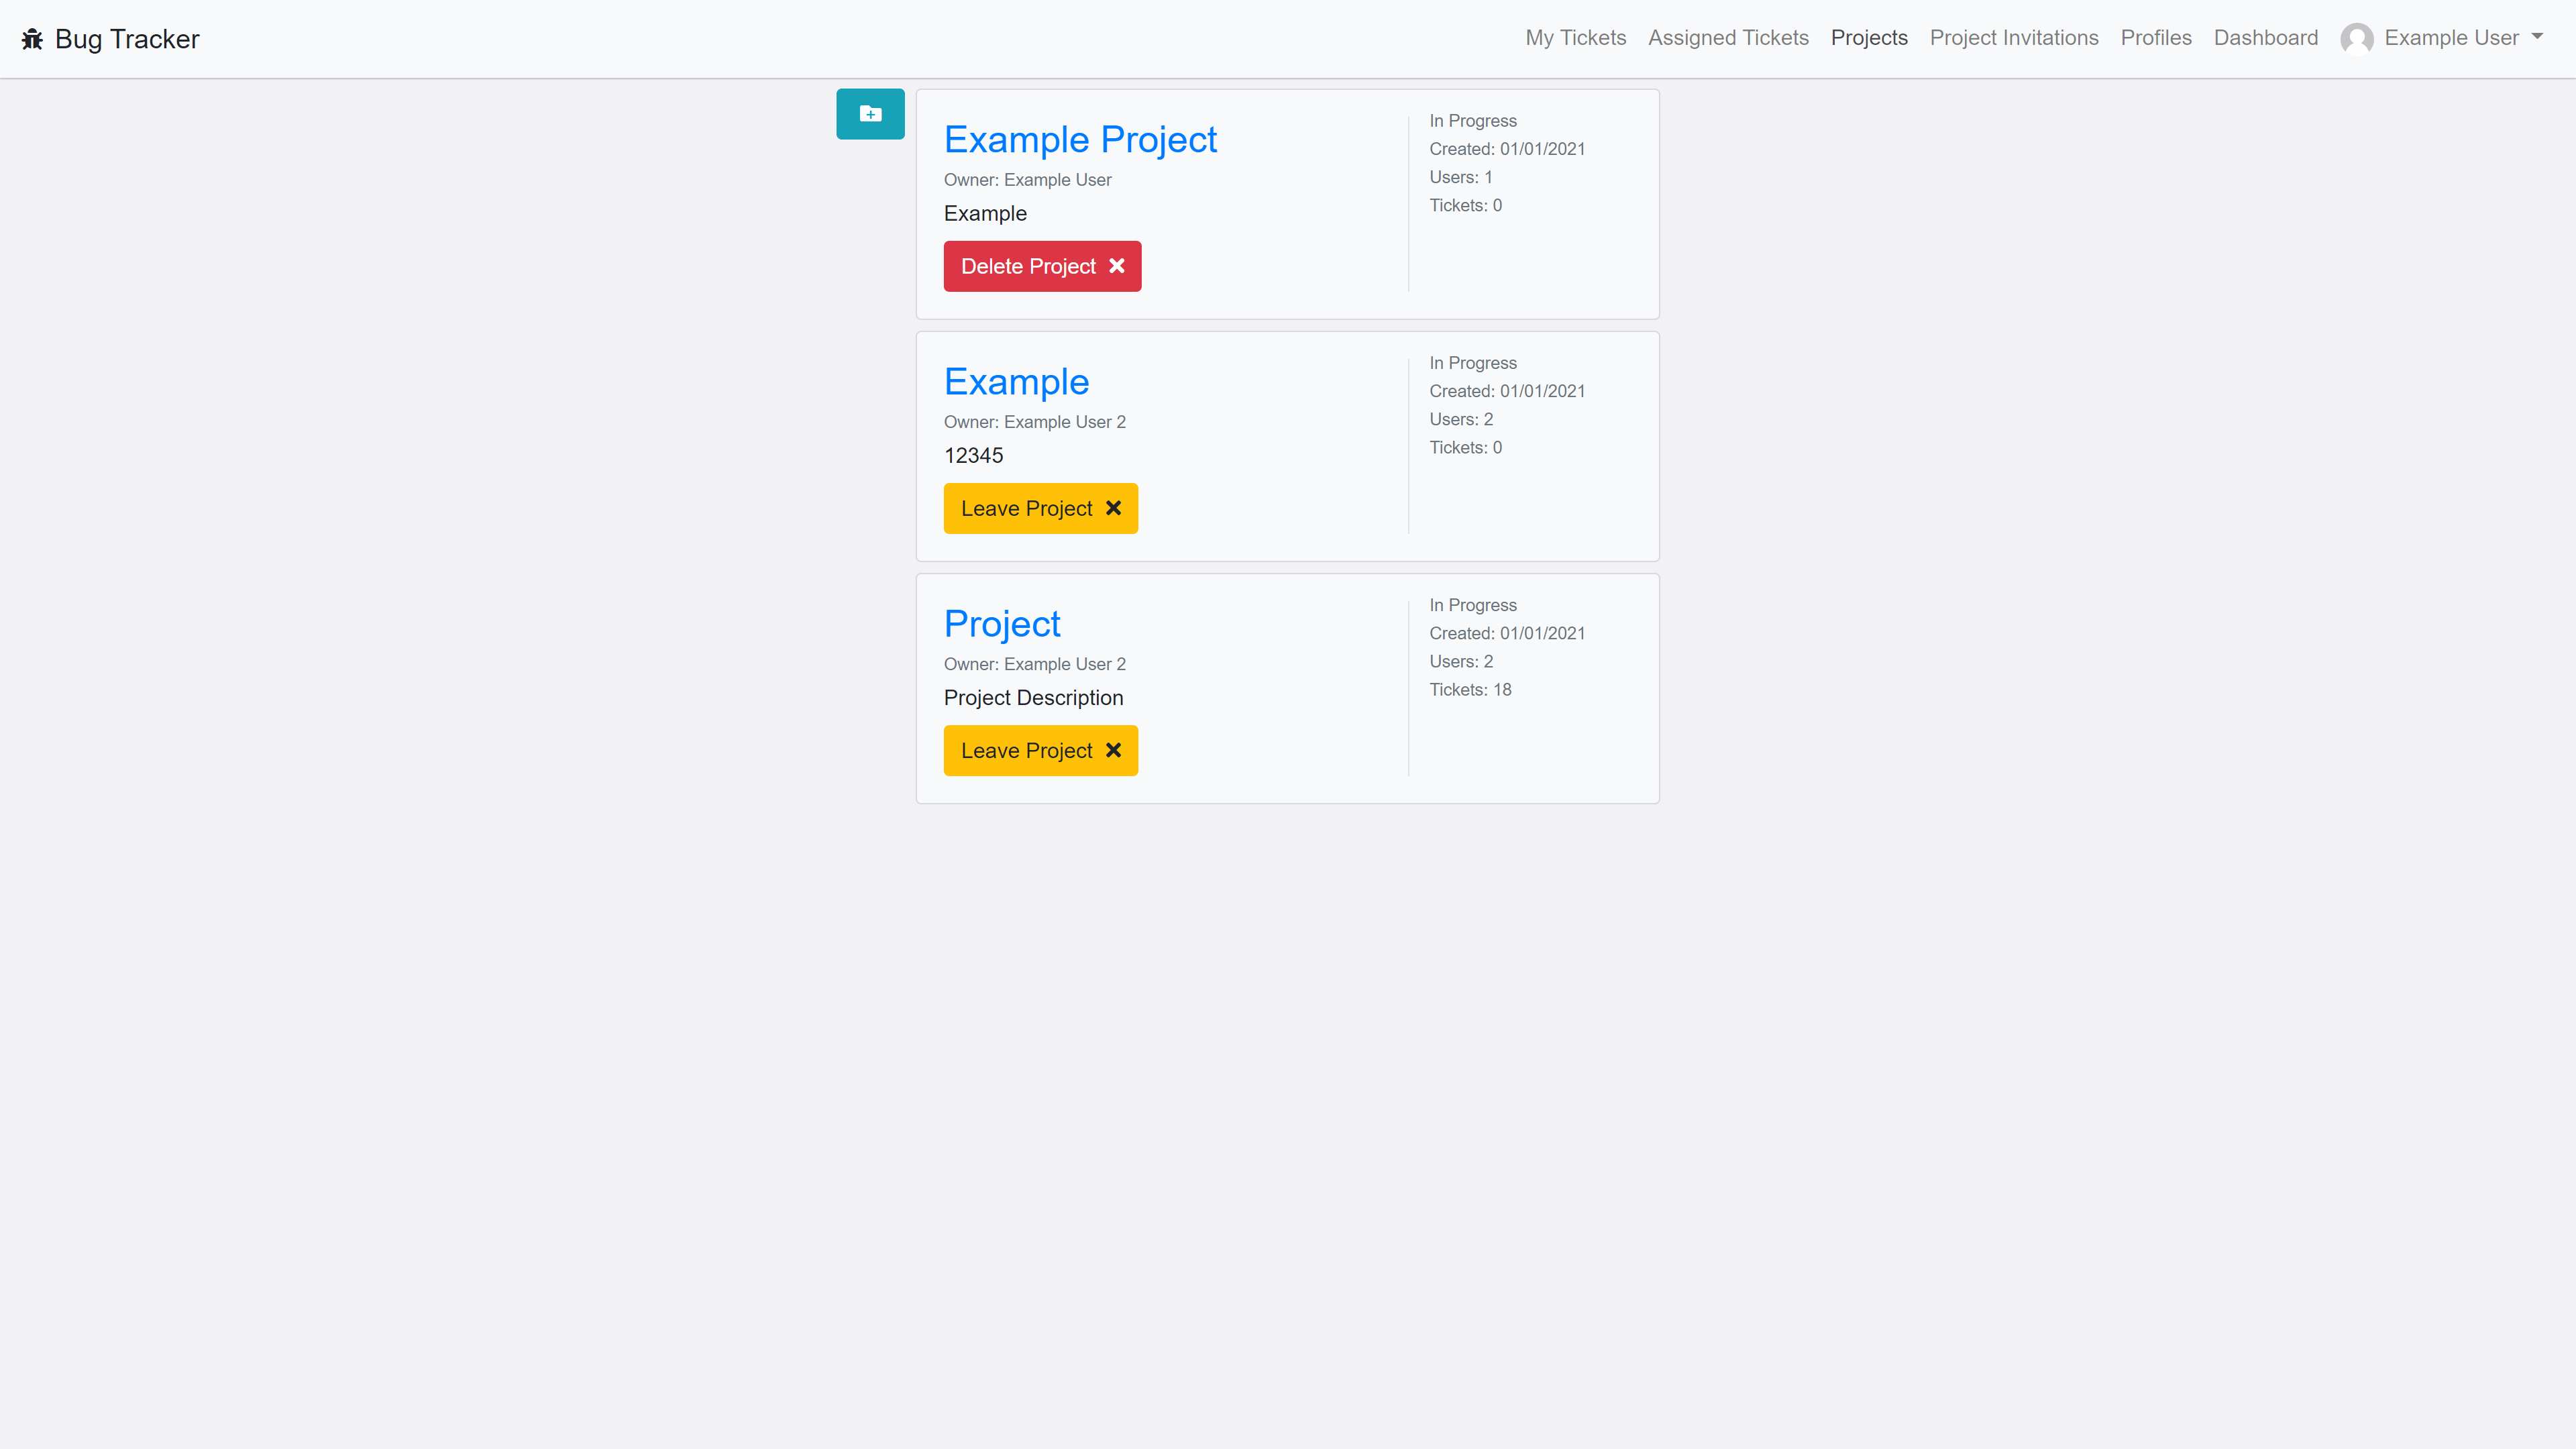 Bug Tracker
My Tickets Assigned Tickets Projects Project Invitations Profiles Dashboard Example User
Example Project
Owner: Example User
Example
Delete Project
In Progress
Created: 01/01/2021
Users: 1
Tickets: 0
Example
Owner: Example User 2
12345
Leave Project
In Progress
Created: 01/01/2021
Users: 2
Tickets: 0
Project
Owner: Example User 2
Project Description
Leave Project
In Progress
Created: 01/01/2021
Users: 2
Tickets: 18